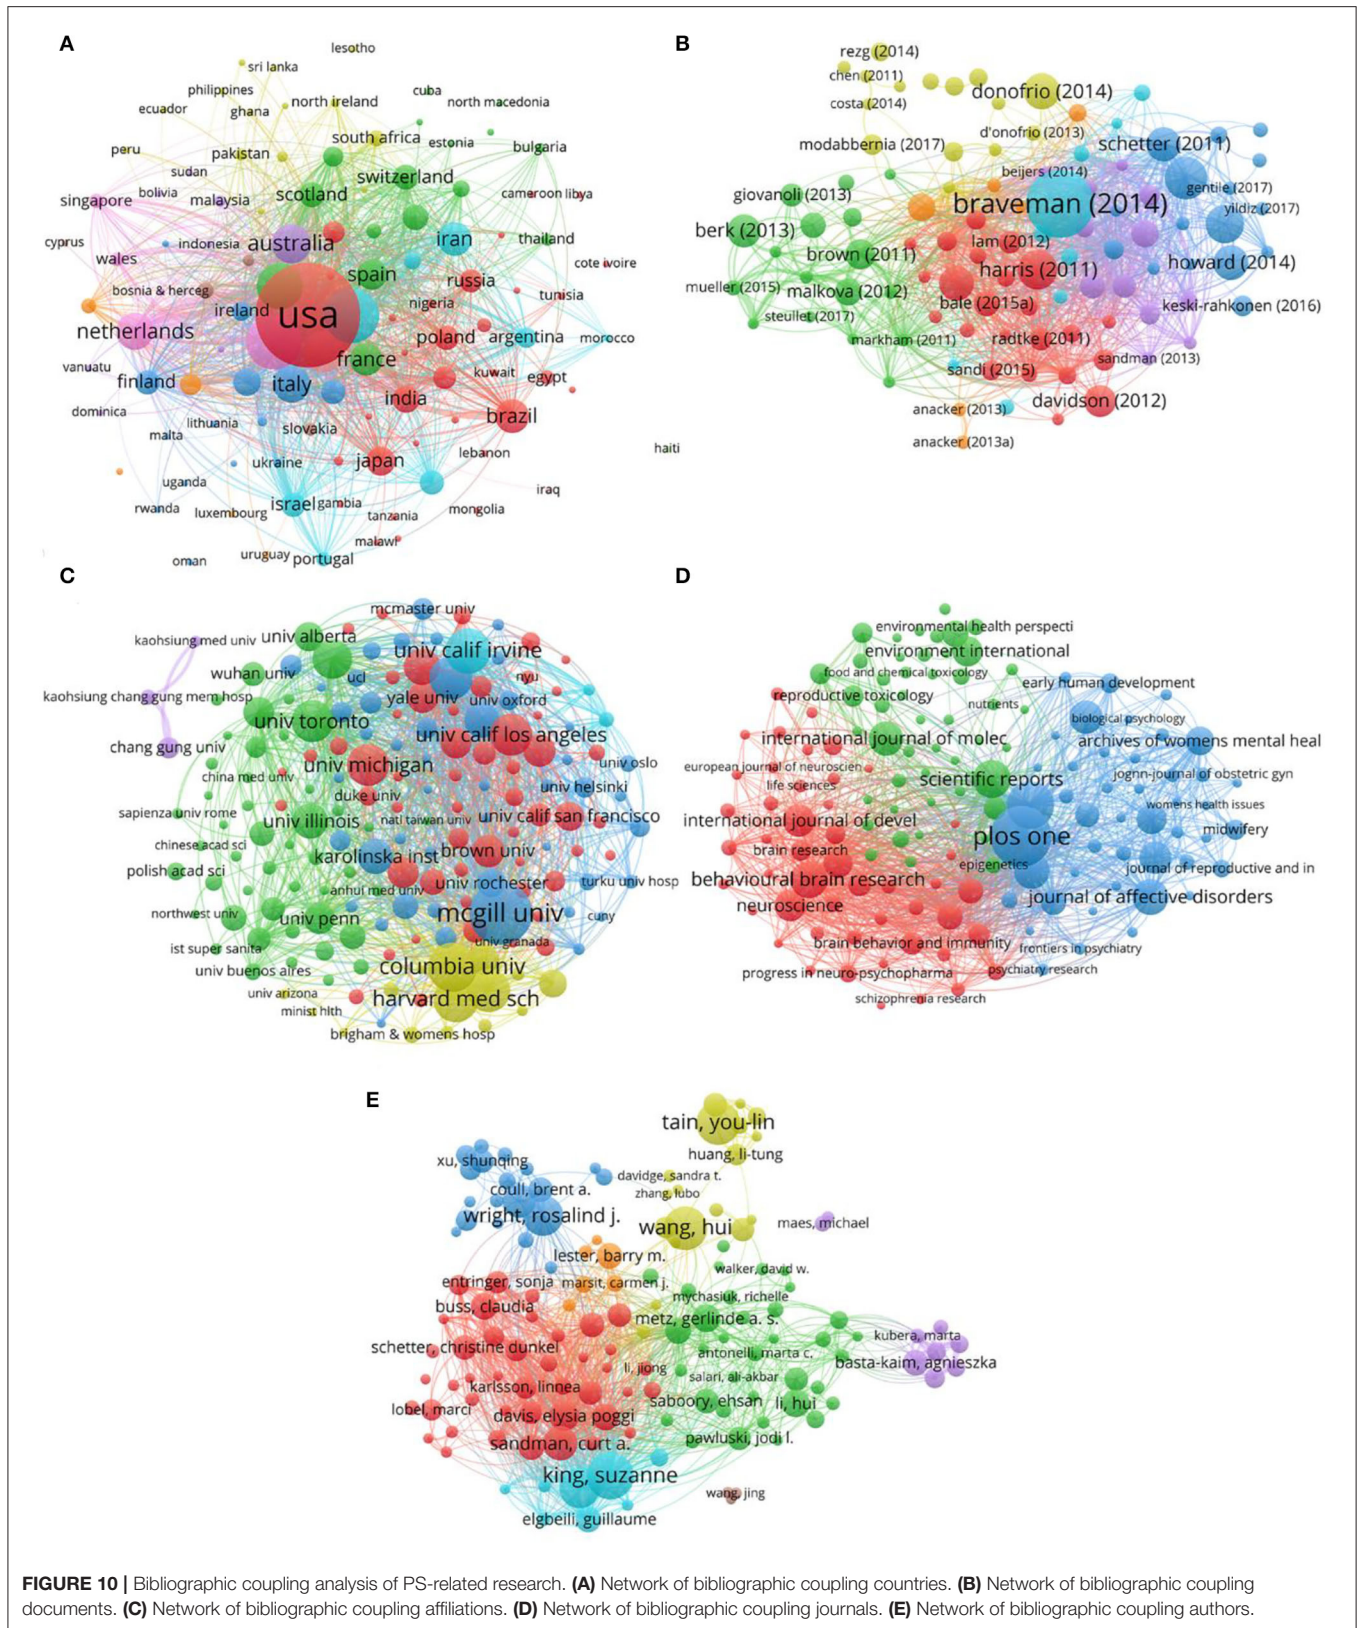 A
lesotho
sri lanka
philippines
cuba
ecuador
ghana
north ireland
north macedonia
south africa
estonia
peru
pakistan
bulgaria
sudan
switzerland
bolivia
malaysia
scotland
cameroon
libya
singapore
cyprus
indonesia
australia
iran
thailand
wales
cote ivoire
bosnia & herceg
spain
russia
tunisia
ireland
usa
nigeria
netherlands
poland
argentina
morocco
france
vanuatu
finland
italy
kuwait
egypt
india
dominica
lithuania
slovakia
brazil
malta
haiti
ukraine
japan
lebanon
uganda
iraq
rwanda
luxembourg
israel
gambia
tanzania
mongolia
malawi
oman
uruguay
portugal
B
rezg (2014)
chen (2011)
donofrio (2014)
costa (2014)
d'onofrio (2013)
modabbernia (2017)
schetter (2011)
beijers (2014)
giovanoli (2013)
gentile (2017)
braveman (2014)
yildiz (2017)
berk (2013)
lam (2012)
brown (2011)
harris (2011)
howard (2014)
mueller (2015)
malkova (2012)
bale (2015a)
keski-rahkonen (2016)
steullet (2017)
markham (2011)
radtke (2011)
sandman (2013)
sandi (2015)
anacker (2013)
davidson (2012)
anacker (2013a)
C
mcmaster univ
kaohsiung med univ
univ alberta
univ calif irvine
wuhan univ
ucl
nyu
kaohsiung chang gung mem hosp
yale univ
univ oxford
univ toronto
univ calif los angeles
chang gung univ
univ michigan
univ oslo
china med univ
duke univ
univ helsinki
sapienza univ rome
univ illinois
natl taiwan univ
univ calif san francisco
chinese acad sci
karolinska inst
brown univ
polish acad sci
anhui med univ
univ rochester
turku univ hosp
northwest univ
univ penn
mcgill univ
cuny
ist super sanita
univ granada
univ buenos aires
columbia univ
univ arizona
harvard med sch
minist hlth
brigham & womens hosp
D
environmental health perspecti
environment international
food and chemical toxicology
early human development
reproductive toxicology
nutrients
biological psychology
international journal of molec
archives of womens mental heal
european journal of neuroscien
scientific reports
jognn-journal of obstetric gyn
life sciences
womens health issues
international journal of devel
plos one
midwifery
brain research
epigenetics
journal of reproductive and in
behavioural brain research
journal of affective disorders
neuroscience
brain behavior and immunity
frontiers in psychiatry
progress in neuro-psychopharma
psychiatry research
schizophrenia research
E
tain, you-lin
huang, li-tung
xu, shunqing
davidge, sandra t.
coull, brent a.
zhang, lubo
wright, rosalind j.
wang, hui
maes, michael
lester, barry m.
walker, david w.
entringer, sonja
marsit, carmen j.
mychasiuk, richelle
buss, claudia
metz, gerlinde a. s.
kubera, marta
schetter, christine dunkel
antonelli, marta c.
basta-kaim, agnieszka
li, jiong
salari, ali-akbar
karlsson, linnea
saboory, ehsan
li, hui
lobel, marci
davis, elysia poggi
pawluski, jodi l.
sandman, curt a.
king, suzanne
wang, jing
elgbeili, guillaume
FIGURE 10 | Bibliographic coupling analysis of PS-related research. (A) Network of bibliographic coupling countries. (B) Network of bibliographic coupling
documents. (C) Network of bibliographic coupling affiliations. (D) Network of bibliographic coupling journals. (E) Network of bibliographic coupling authors.